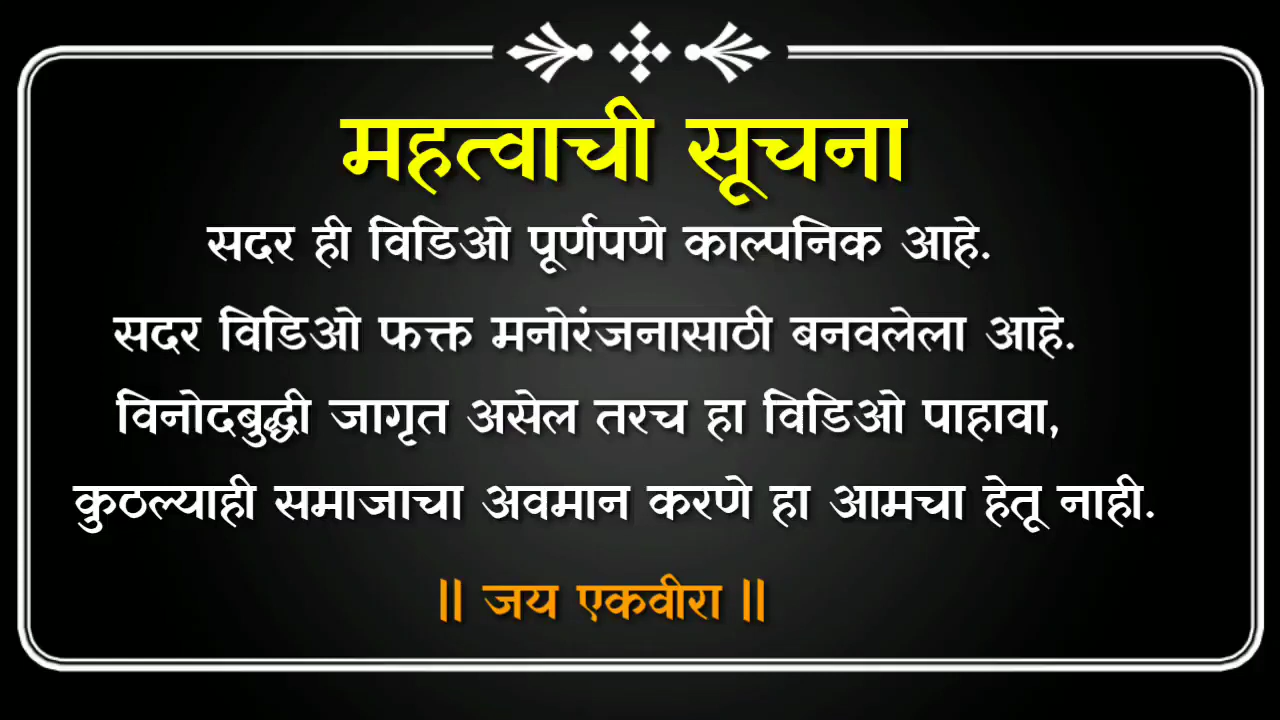 महत्वाची सूचना
सदर ही विडिओ पूर्णपणे काल्पनिक आहे.
सदर विडिओ फक्त मनोरंजनासाठी बनवलेला आहे.
विनोदबुद्धी जागृत असेल तरच हा विडिओ पाहावा,
कुठल्याही समाजाचा अवमान करणे हा आमचा हेतू नाही.
|| जय एकवीरा ||